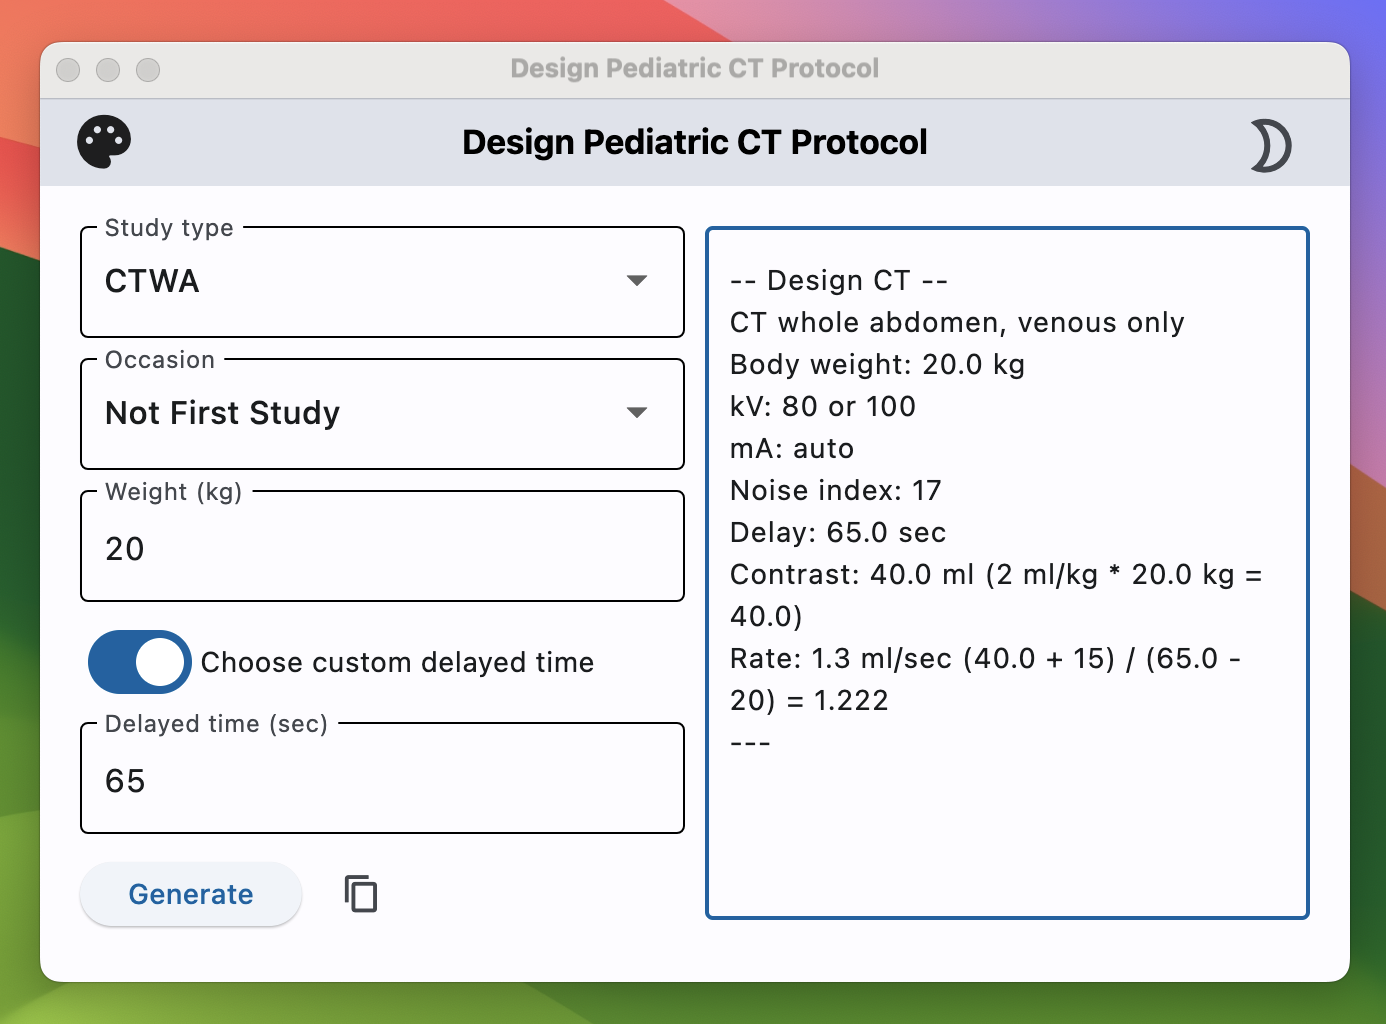 Design Pediatric CT Protocol
Design Pediatric CT Protocol
Study type
CTWA
Occasion
Not First Study
Weight (kg)
20
Choose custom delayed time
Delayed time (sec)
65
Generate
-- Design CT --
CT whole abdomen, venous only
Body weight: 20.0 kg
kV: 80 or 100
mA: auto
Noise index: 17
Delay: 65.0 sec
Contrast: 40.0 ml (2 ml/kg * 20.0 kg =
40.0)
Rate: 1.3 ml/sec (40.0 + 15) / (65.0 -
20) = 1.222
---